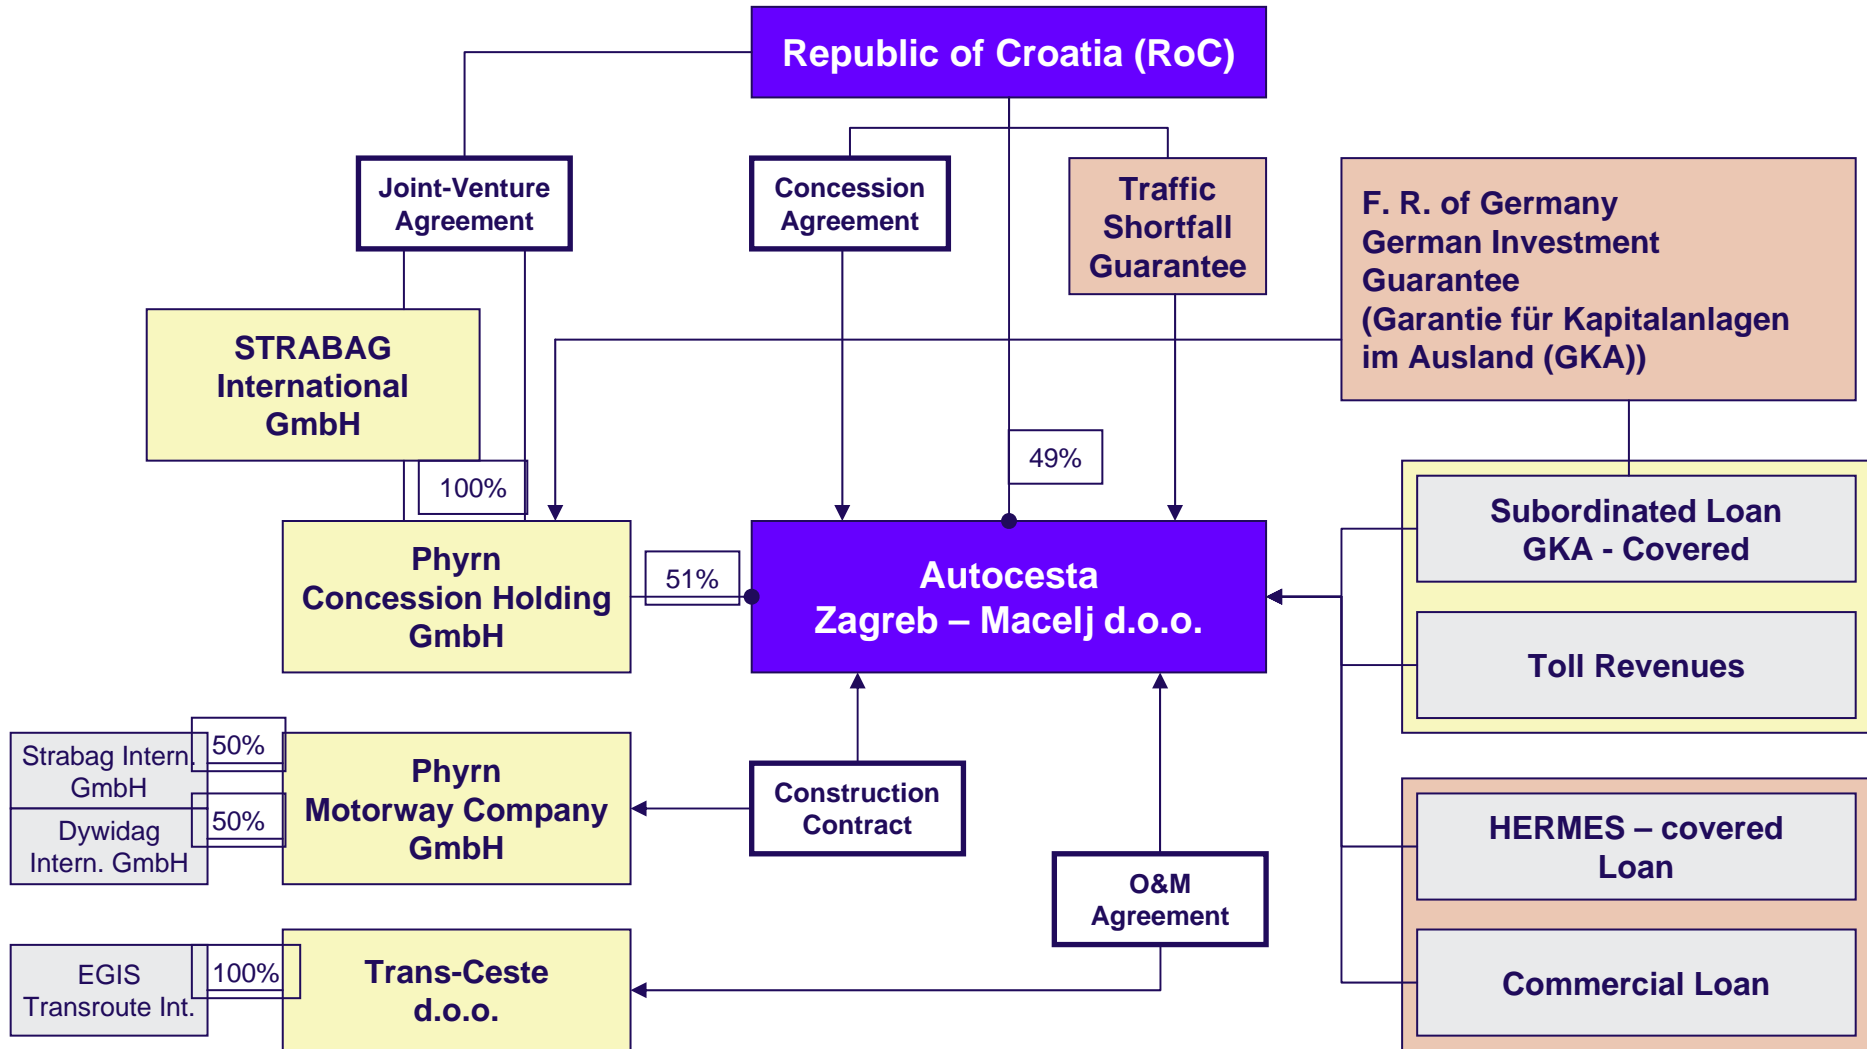 Republic of Croatia (RoC)
Joint-Venture
Agreement
Concession
Agreement
Traffic
Shortfall
Guarantee
F. R. of Germany
German Investment
Guarantee
(Garantie für Kapitalanlagen
im Ausland (GKA))
STRABAG
International
GmbH
100%
49%
Phyrn
Concession Holding
GmbH
51%
Autocesta
Zagreb – Macelj d.o.o.
Subordinated Loan
GKA - Covered
Toll Revenues
Strabag Intern.
GmbH
50%
Dywidag
Intern. GmbH
50%
Phyrn
Motorway Company
GmbH
Construction
Contract
HERMES – covered
Loan
O&M
Agreement
EGIS
Transroute Int.
100%
Trans-Ceste
d.o.o.
Commercial Loan